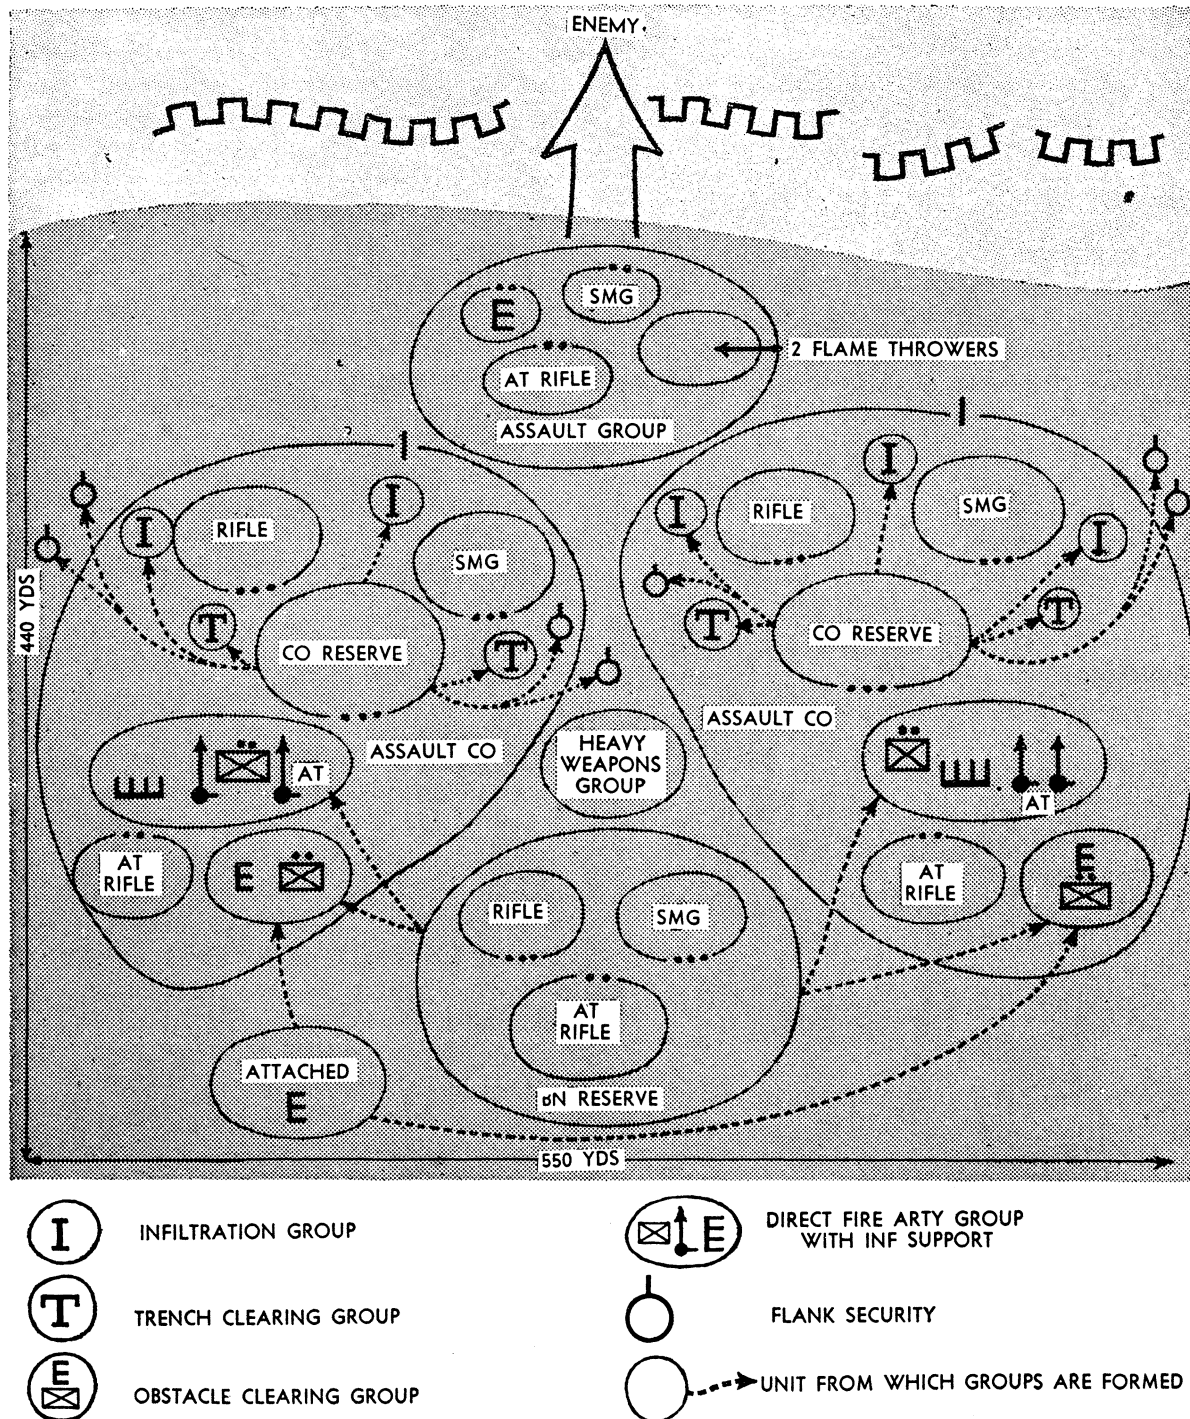 ENEMY.
SMG
E
2 FLAME THROWERS
AT RIFLE
ASSAULT GROUP
I
I
RIFLE
SMG
T
CO RESERVE
T
ASSAULT CO
AT
AT
RIFLE
E
I
I
RIFLE
SMG
I
T
CO RESERVE
T
ASSAULT CO
AT
AT
RIFLE
E
HEAVY
WEAPONS
GROUP
RIFLE
SMG
AT
RIFLE
BN RESERVE
ATTACHED
E
440 YDS
550 YDS
I
INFILTRATION GROUP
T
TRENCH CLEARING GROUP
E
OBSTACLE CLEARING GROUP
E
DIRECT FIRE ARTY GROUP
WITH INF SUPPORT
FLANK SECURITY
UNIT FROM WHICH GROUPS ARE FORMED